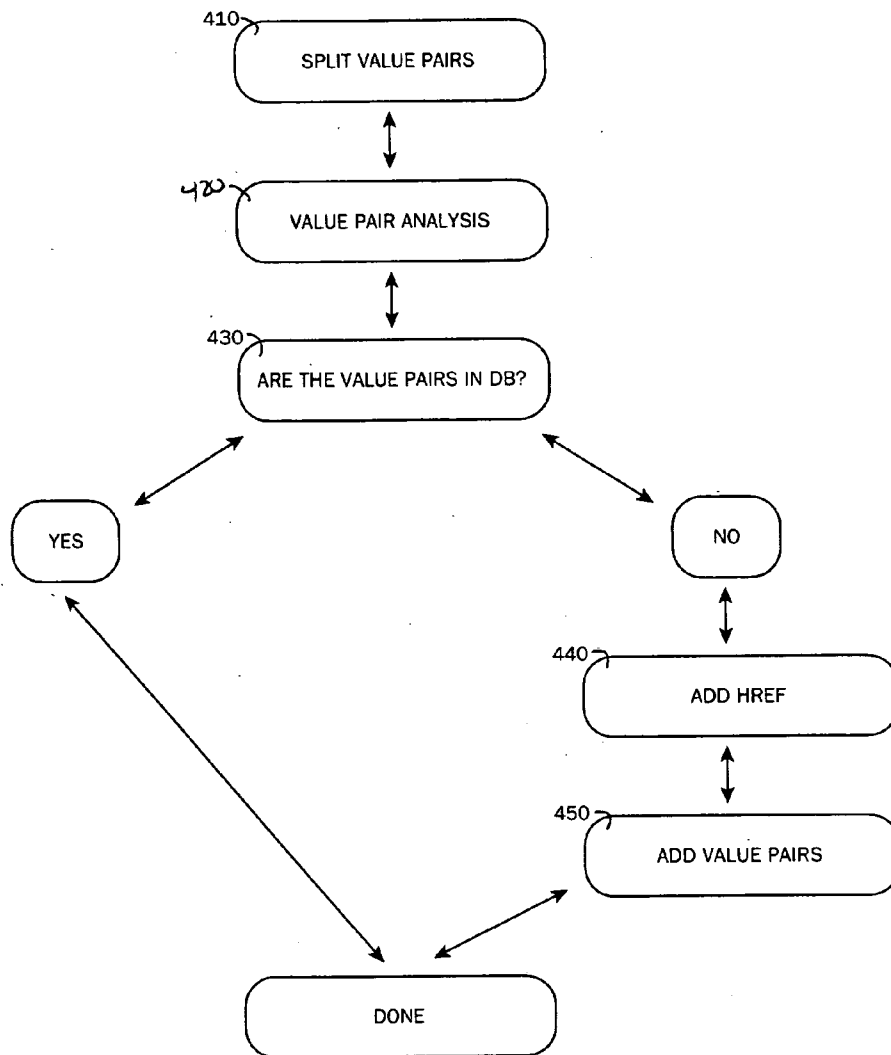 410
SPLIT VALUE PAIRS
420
VALUE PAIR ANALYSIS
430
ARE THE VALUE PAIRS IN DB?
YES
NO
440
ADD HREF
450
ADD VALUE PAIRS
DONE